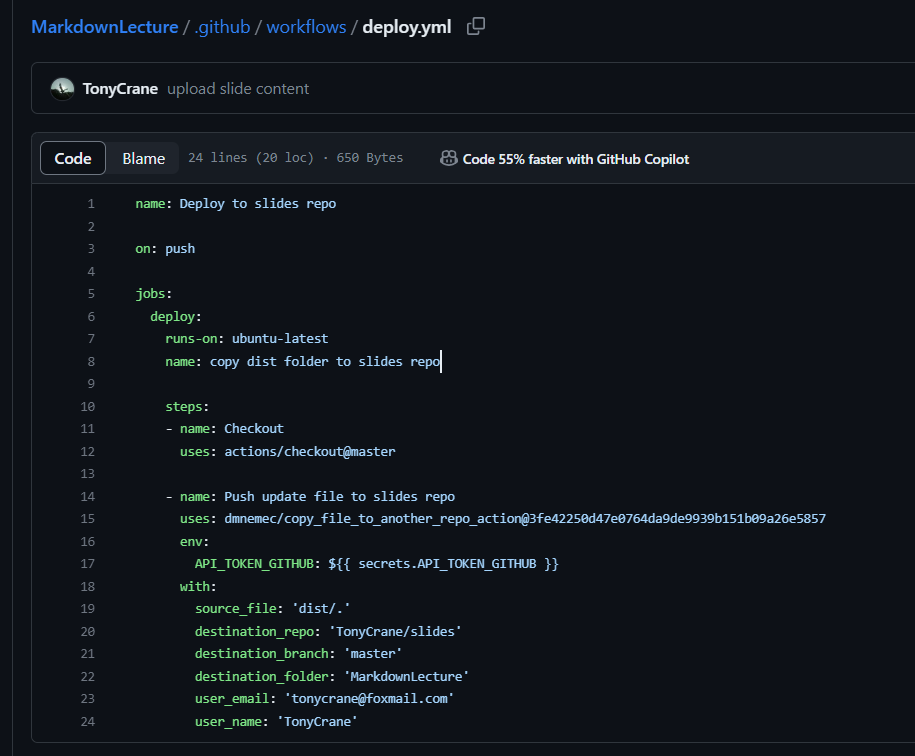 MarkdownLecture / .github / workflows / deploy.yml
TonyCrane upload slide content
Code Blame 24 lines (20 loc) · 650 Bytes Code 55% faster with GitHub Copilot
1 name: Deploy to slides repo
2
3 on: push
4
5 jobs:
6   deploy:
7     runs-on: ubuntu-latest
8     name: copy dist folder to slides repo
9
10     steps:
11     - name: Checkout
12       uses: actions/checkout@master
13
14     - name: Push update file to slides repo
15       uses: dmnemec/copy_file_to_another_repo_action@3fe42250d47e0764da9de9939b151b09a26e5857
16       env:
17         API_TOKEN_GITHUB: ${{ secrets.API_TOKEN_GITHUB }}
18       with:
19         source_file: 'dist/.'
20         destination_repo: 'TonyCrane/slides'
21         destination_branch: 'master'
22         destination_folder: 'MarkdownLecture'
23         user_email: 'tonycrane@foxmail.com'
24         user_name: 'TonyCrane'